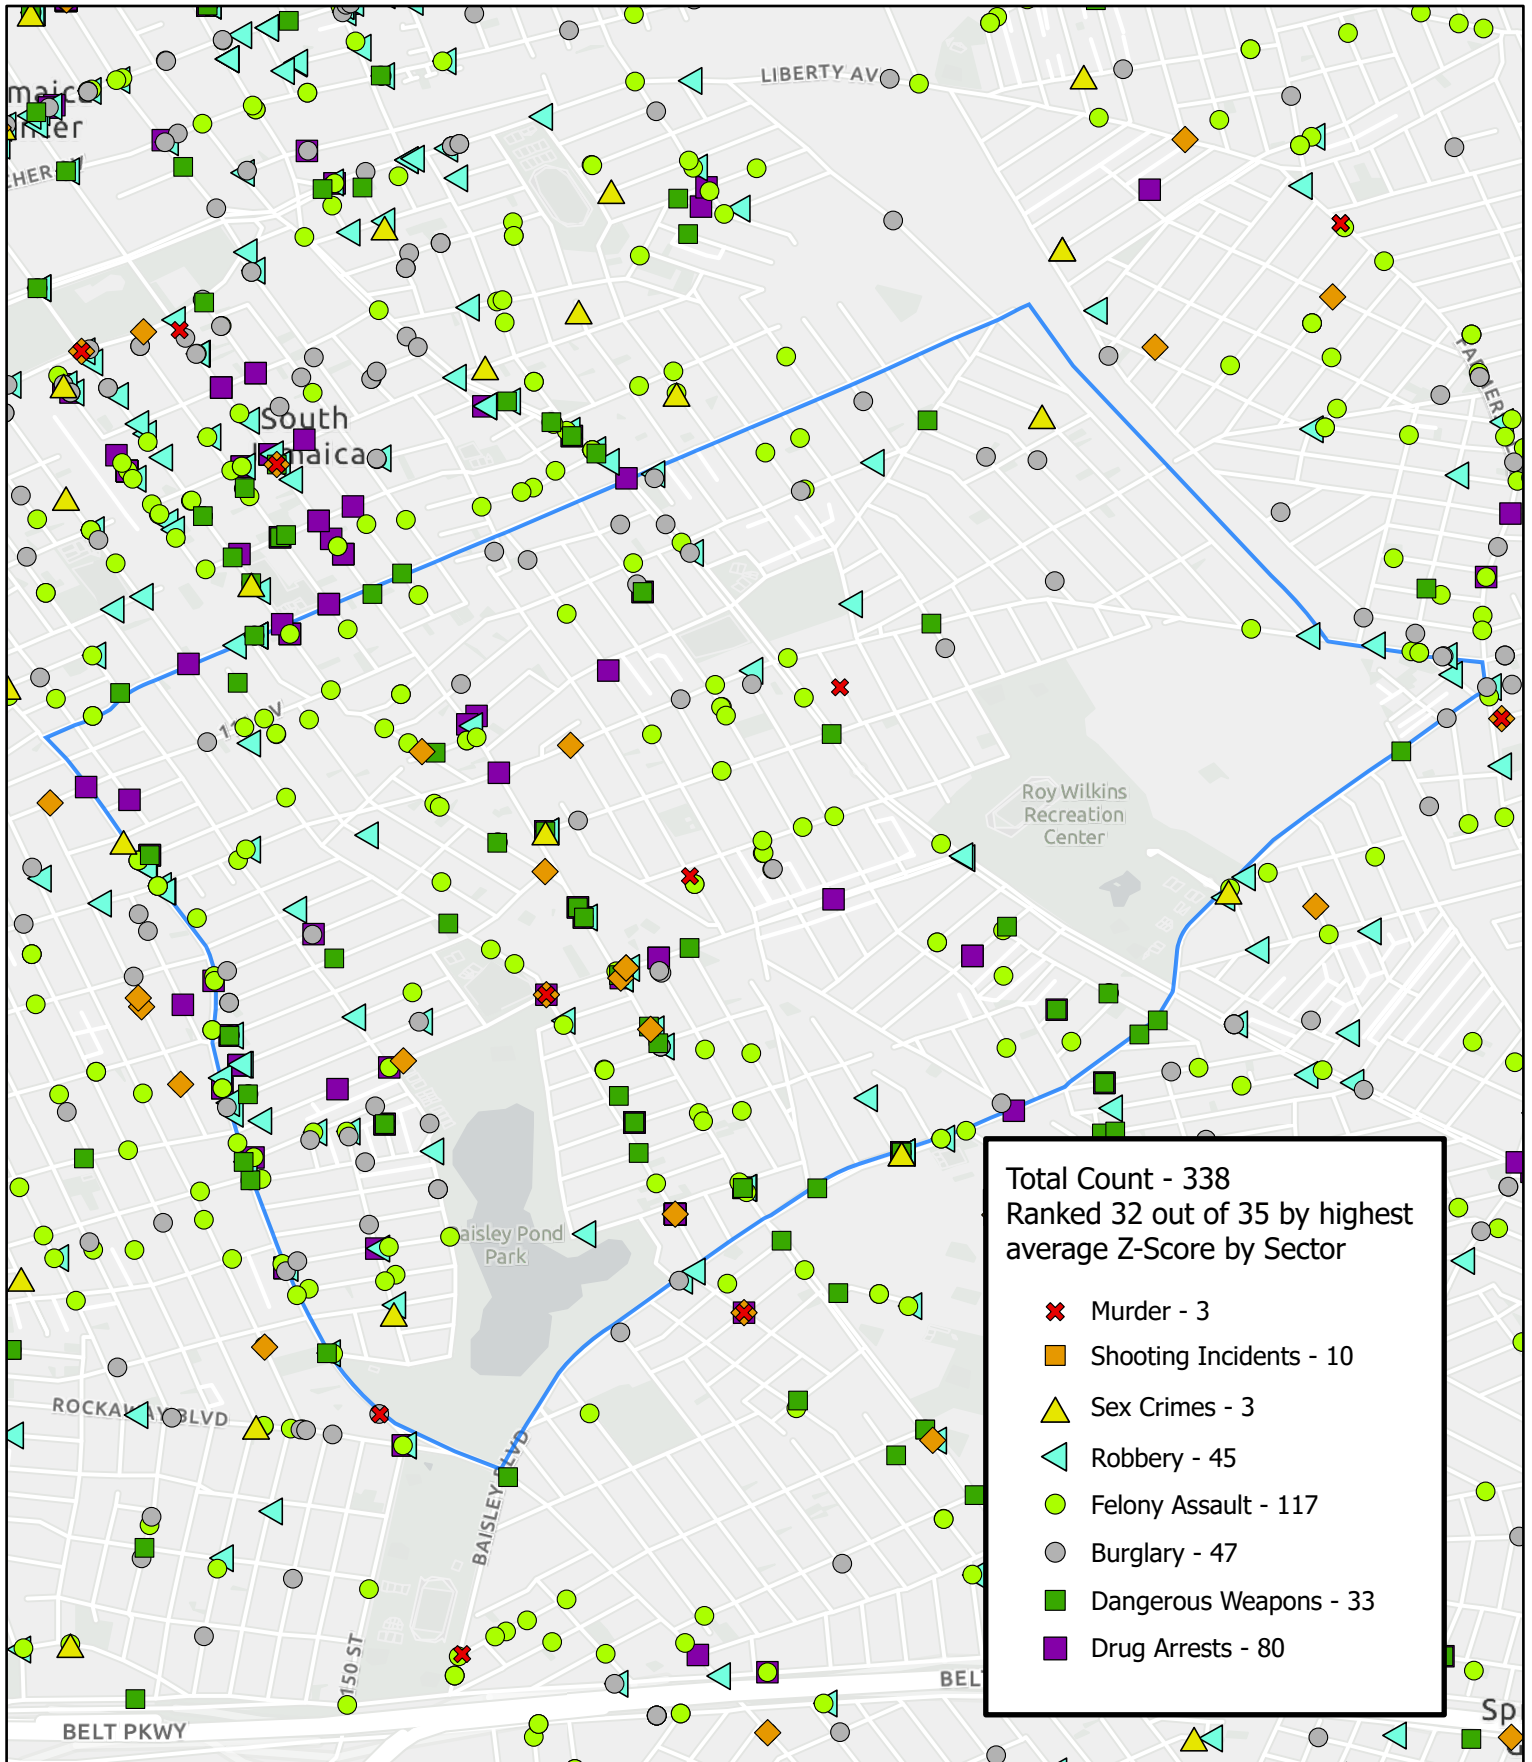 LIBERTY AV
South
FARMERS
Roy Wilkins
Recreation
Center
Baisley Pond
Park
ROCKAWAY BLVD
BAISLEY BLVD
150 ST
BELT PKWY
BELT
Total Count - 338
Ranked 32 out of 35 by highest
average Z-Score by Sector
Murder - 3
Shooting Incidents - 10
Sex Crimes - 3
Robbery - 45
Felony Assault - 117
Burglary - 47
Dangerous Weapons - 33
Drug Arrests - 80